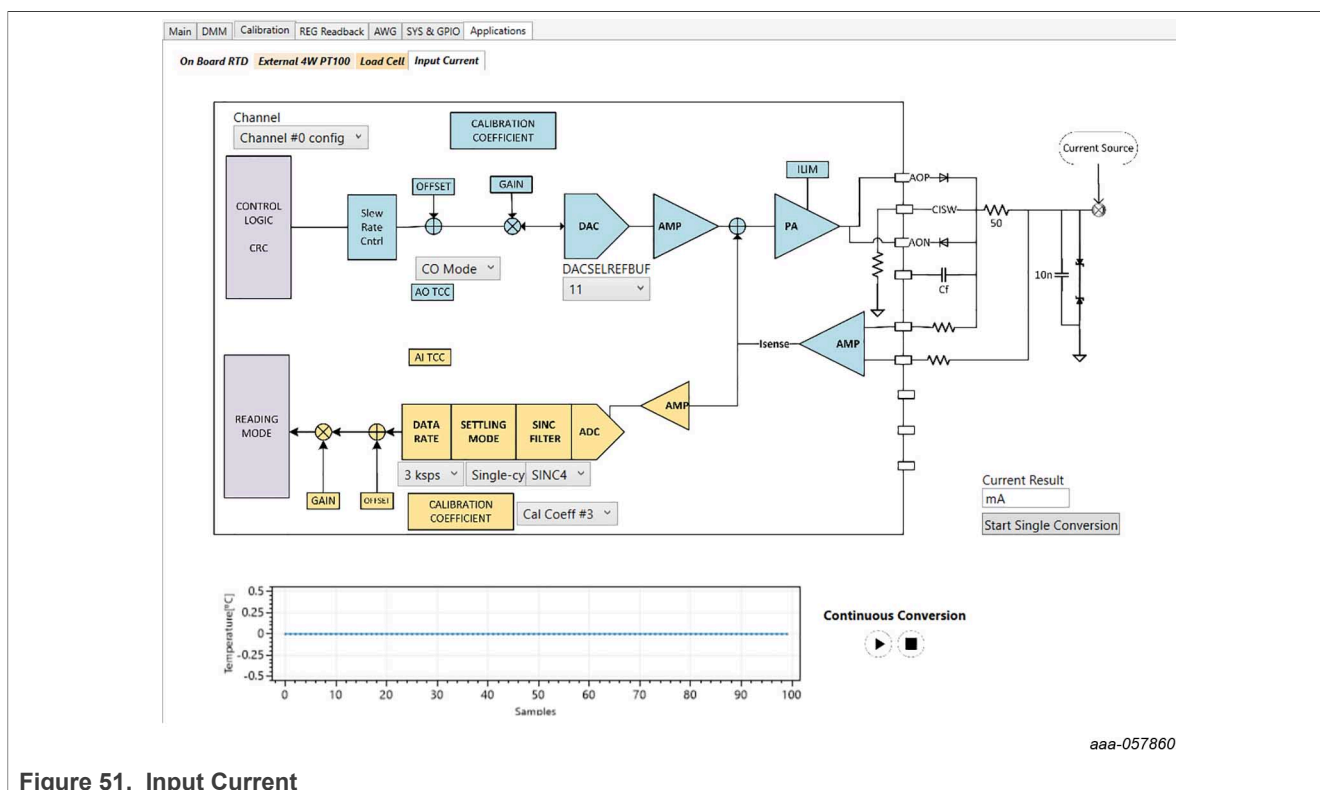 Main DMM Calibration REG Readback AWG SYS & GPIO Applications
On Board RTD External 4W PT100 Load Cell Input Current
Channel
Channel #0 config
CALIBRATION
COEFFICIENT
Current Source
ILIM
OFFSET
GAIN
AOP
CONTROL
LOGIC
CRC
Slew
Rate
Cntrl
DAC
AMP
PA
CISW
50
AON
CO Mode
DACSELREFBUF
AO TCC
11
Cf
10n
Isense
AMP
AI TCC
READING
MODE
AMP
DATA
RATE
SETTLING
MODE
SINC
FILTER
ADC
3 ksps Single-cy SINC4
GAIN
OFFSET
CALIBRATION
COEFFICIENT
Cal Coeff #3
Current Result
mA
Start Single Conversion
Temperature[°C]
0.5
0.25
0
-0.25
-0.5
0 10 20 30 40 50 60 70 80 90 100
Samples
Continuous Conversion
aaa-057860
Figure 51. Input Current